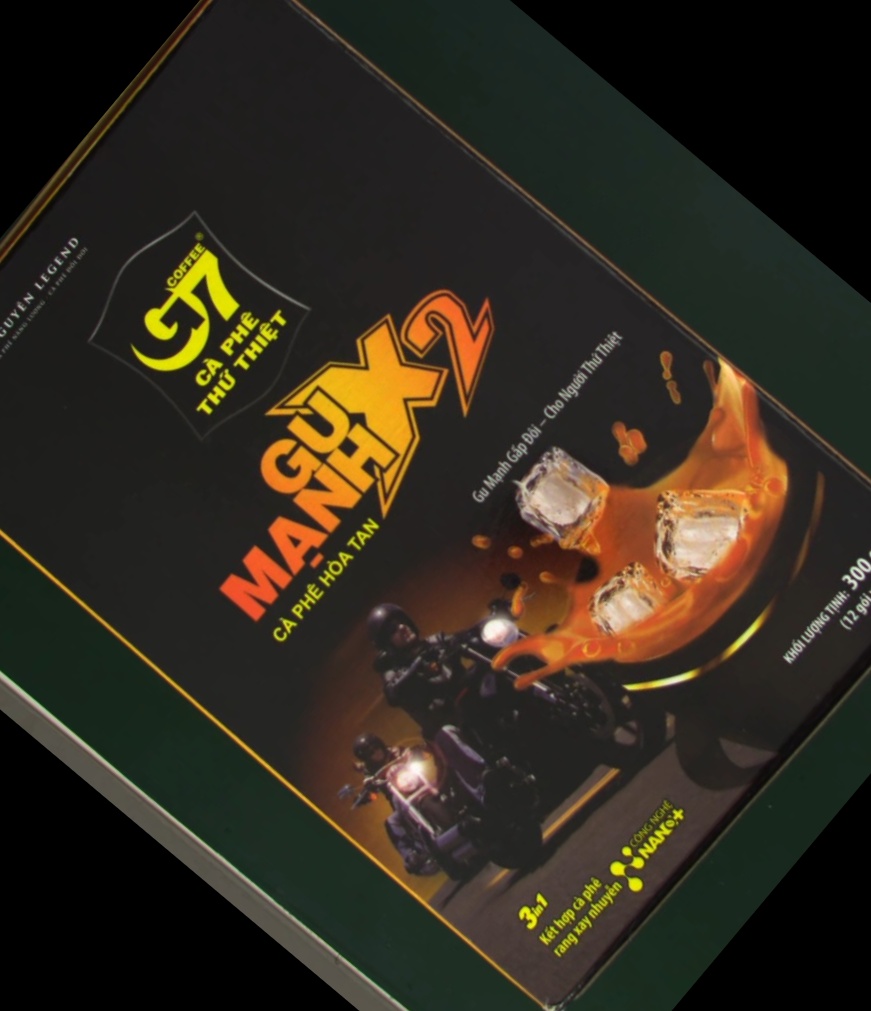 GUYÊN LEGEND
COFFEE
G7
®
CÀ PHÊ
THỨ THIỆT
GU
MẠNH
X2
CÀ PHÊ HÒA TAN
Gu Mạnh Gấp Đôi – Cho Người Thứ Thiệt
KHỐI LƯỢNG TỊNH: 300
(12 gói
3in1
Kết hợp cà phê
rang xay nhuyễn
CÔNG NGHỆ
NANO+